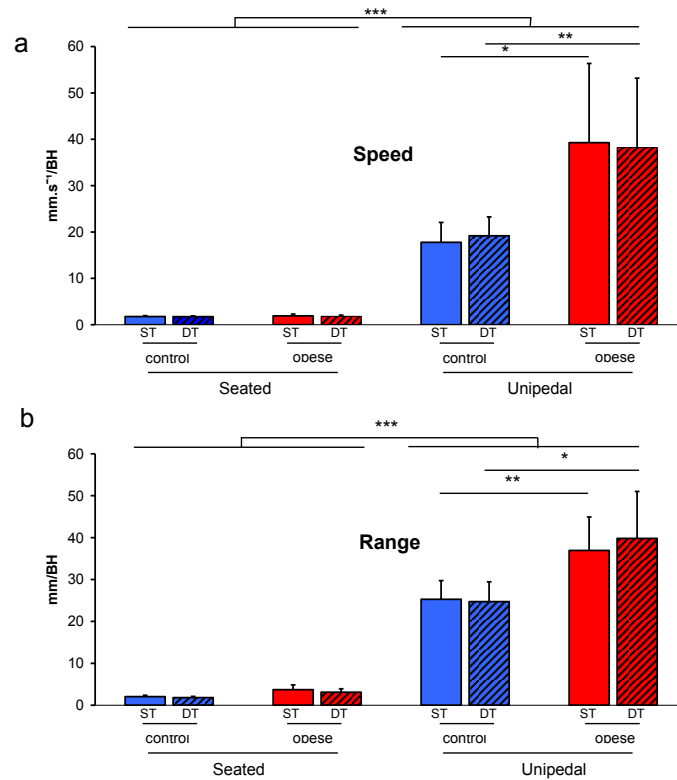 a
***
**
*
60
50
40
30
20
10
0
mm.s⁻¹/BH
Speed
ST DT ST DT ST DT ST DT
control obese control obese
Seated Unipedal
b
***
*
**
60
50
40
30
20
10
0
mm/BH
Range
ST DT ST DT ST DT ST DT
control obese control obese
Seated Unipedal